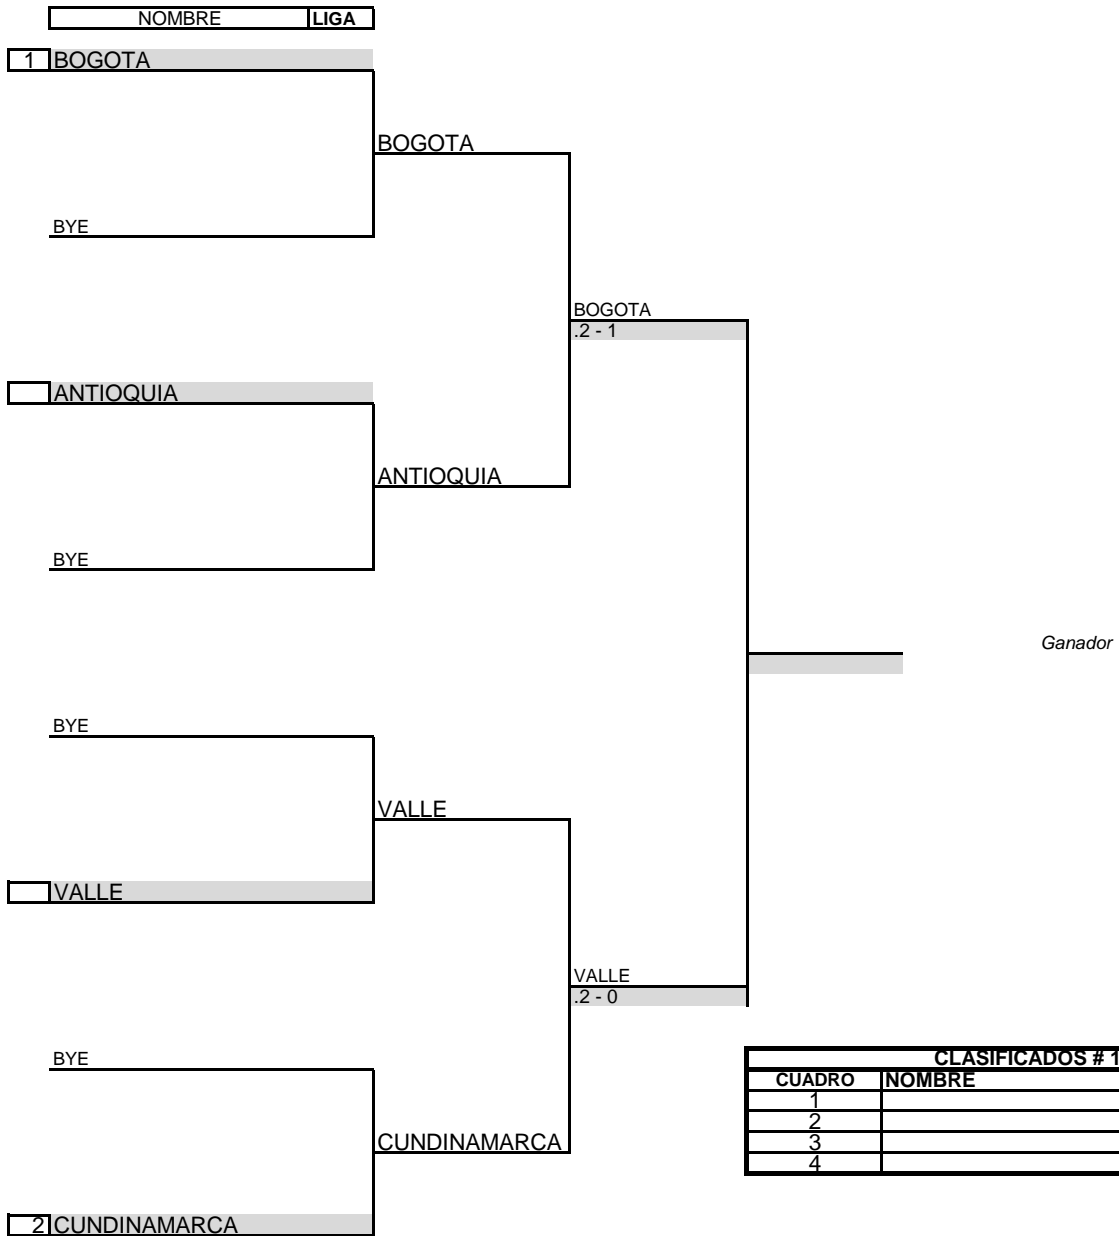 NOMBRE LIGA
1 BOGOTA
BOGOTA
BYE
BOGOTA
.2 - 1
ANTIOQUIA
ANTIOQUIA
BYE
Ganador
BYE
VALLE
VALLE
VALLE
.2 - 0
BYE
CLASIFICADOS # 1
CUADRO NOMBRE
1
2
3
4
CUNDINAMARCA
2 CUNDINAMARCA